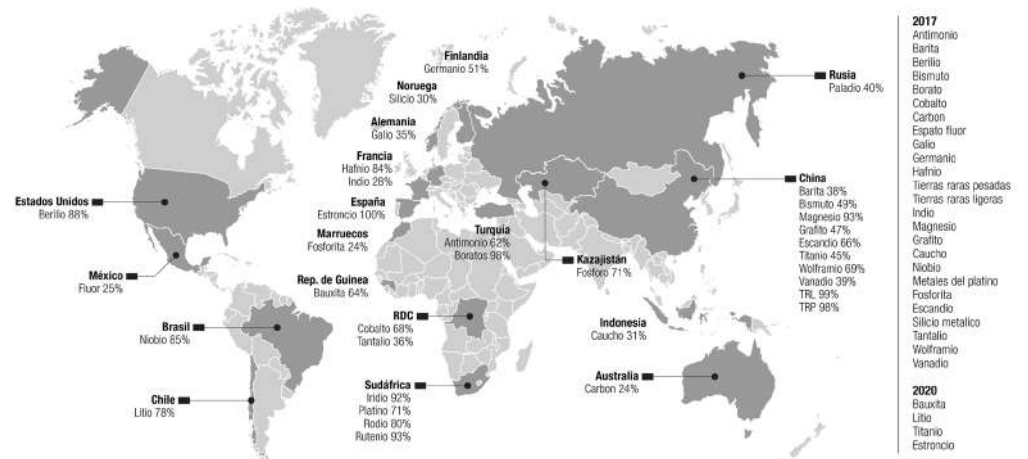 Finlandia
Germanio 51%
Noruega
Silicio 30%
Alemania
Galio 35%
Francia
Hafnio 84%
Indio 28%
España
Estroncio 100%
Marruecos
Fosforita 24%
Rep. de Guinea
Bauxita 64%
Estados Unidos
Berilio 88%
México
Fluor 25%
Brasil
Niobio 85%
Chile
Litio 78%
Turquía
Antimonio 62%
Boratos 98%
Kazajistán
Fosforo 71%
RDC
Cobalto 68%
Tantalio 36%
Sudáfrica
Iridio 92%
Platino 71%
Rodio 80%
Rutenio 93%
Indonesia
Caucho 31%
Australia
Carbon 24%
Rusia
Paladio 40%
China
Barita 38%
Bismuto 49%
Magnesio 93%
Grafito 47%
Escandio 66%
Titanio 45%
Wolframio 69%
Vanadio 39%
TRL 99%
TRP 98%
2017
Antimonio
Barita
Berilio
Bismuto
Borato
Cobalto
Carbon
Espato fluor
Galio
Germanio
Hafnio
Tierras raras pesadas
Tierras raras ligeras
Indio
Magnesio
Grafito
Caucho
Niobio
Metales del platino
Fosforita
Escandio
Silicio metalico
Tantalio
Wolframio
Vanadio
2020
Bauxita
Litio
Titanio
Estroncio